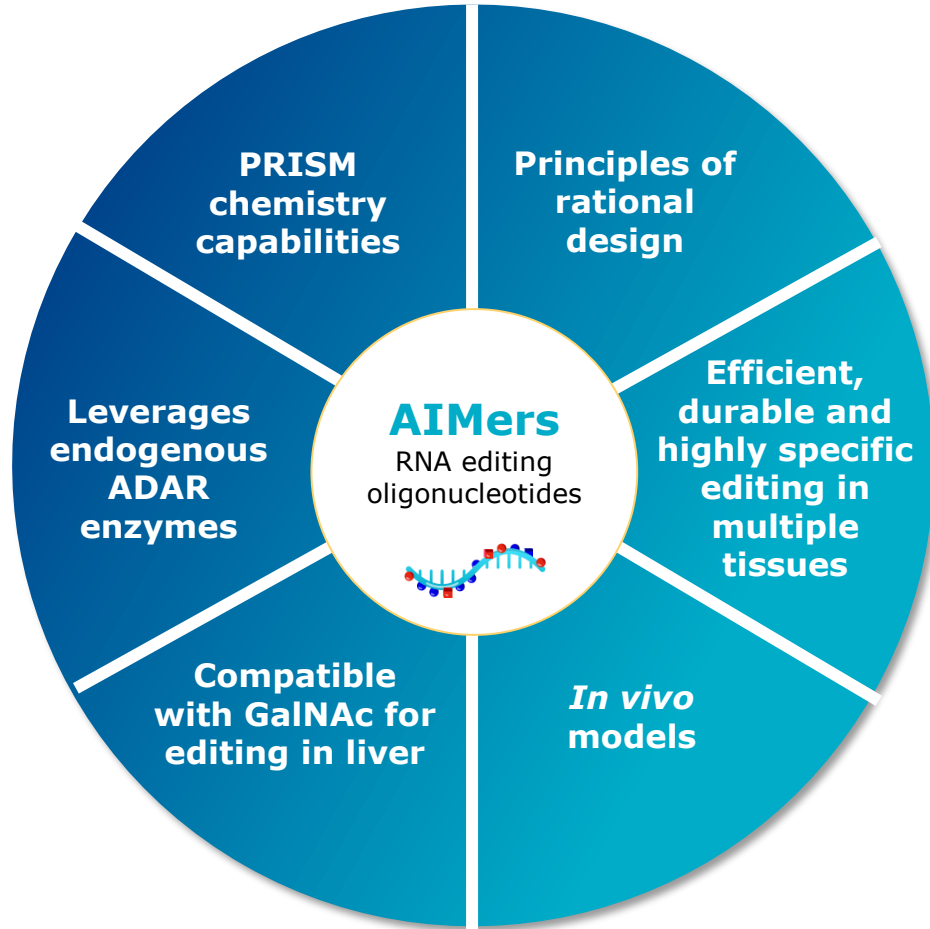 PRISM
chemistry
capabilities
Principles of
rational
design
Efficient,
durable and
highly specific
editing in
multiple
tissues
In vivo
models
Compatible
with GalNAc for
editing in liver
Leverages
endogenous
ADAR
enzymes
AIMers
RNA editing
oligonucleotides